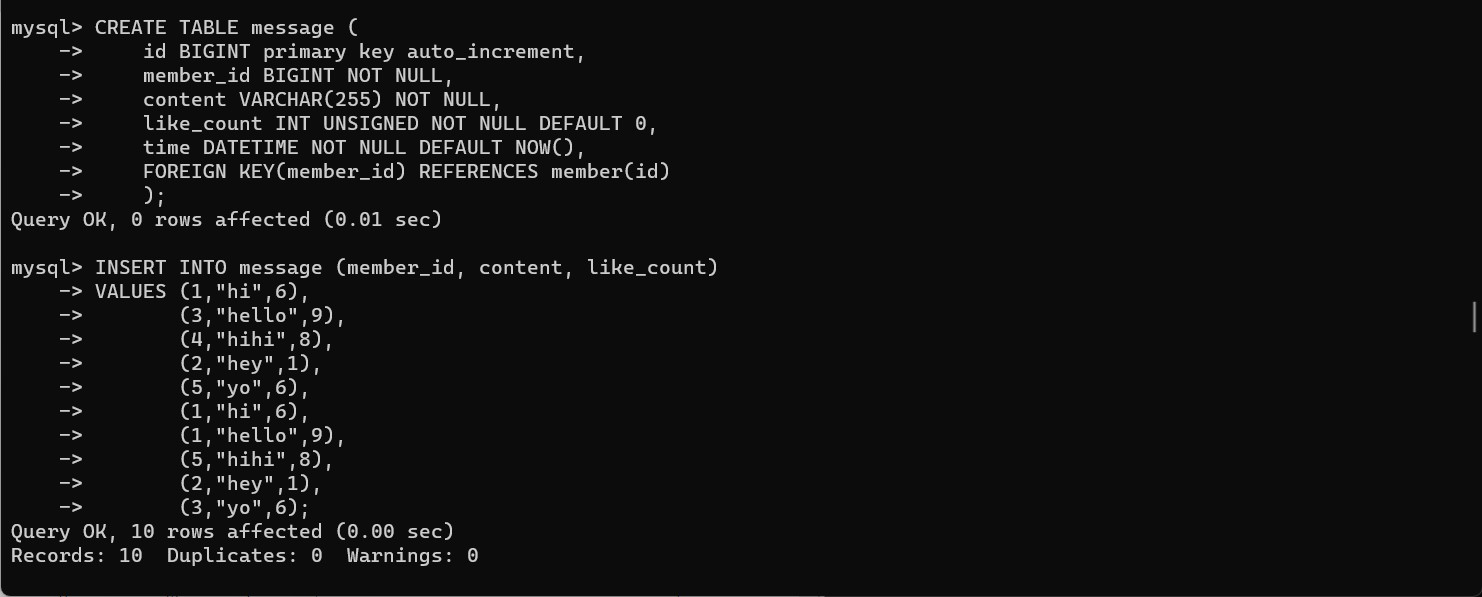 mysql> CREATE TABLE message (
    ->     id BIGINT primary key auto_increment,
    ->     member_id BIGINT NOT NULL,
    ->     content VARCHAR(255) NOT NULL,
    ->     like_count INT UNSIGNED NOT NULL DEFAULT 0,
    ->     time DATETIME NOT NULL DEFAULT NOW(),
    ->     FOREIGN KEY(member_id) REFERENCES member(id)
    ->     );
Query OK, 0 rows affected (0.01 sec)

mysql> INSERT INTO message (member_id, content, like_count)
    -> VALUES (1,"hi",6),
    ->        (3,"hello",9),
    ->        (4,"hihi",8),
    ->        (2,"hey",1),
    ->        (5,"yo",6),
    ->        (1,"hi",6),
    ->        (1,"hello",9),
    ->        (5,"hihi",8),
    ->        (2,"hey",1),
    ->        (3,"yo",6);
Query OK, 10 rows affected (0.00 sec)
Records: 10  Duplicates: 0  Warnings: 0